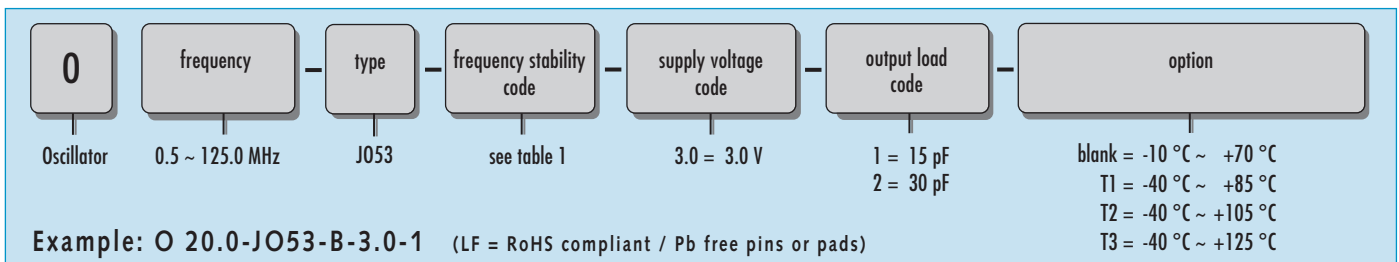 O
frequency
–
type
–
frequency stability
code
–
supply voltage
code
–
output load
code
–
option
Oscillator
0.5 ~ 125.0 MHz
JO53
see table 1
3.0 = 3.0 V
1 = 15 pF
2 = 30 pF
blank = -10 °C ~ +70 °C
T1 = -40 °C ~ +85 °C
T2 = -40 °C ~ +105 °C
T3 = -40 °C ~ +125 °C
Example: O 20.0-JO53-B-3.0-1 (LF = RoHS compliant / Pb free pins or pads)